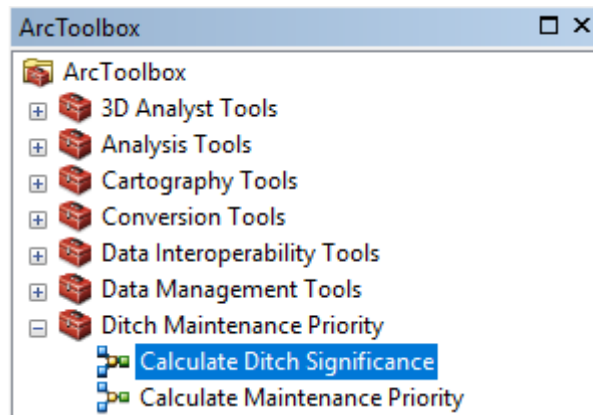 ArcToolbox
ArcToolbox
3D Analyst Tools
Analysis Tools
Cartography Tools
Conversion Tools
Data Interoperability Tools
Data Management Tools
Ditch Maintenance Priority
Calculate Ditch Significance
Calculate Maintenance Priority